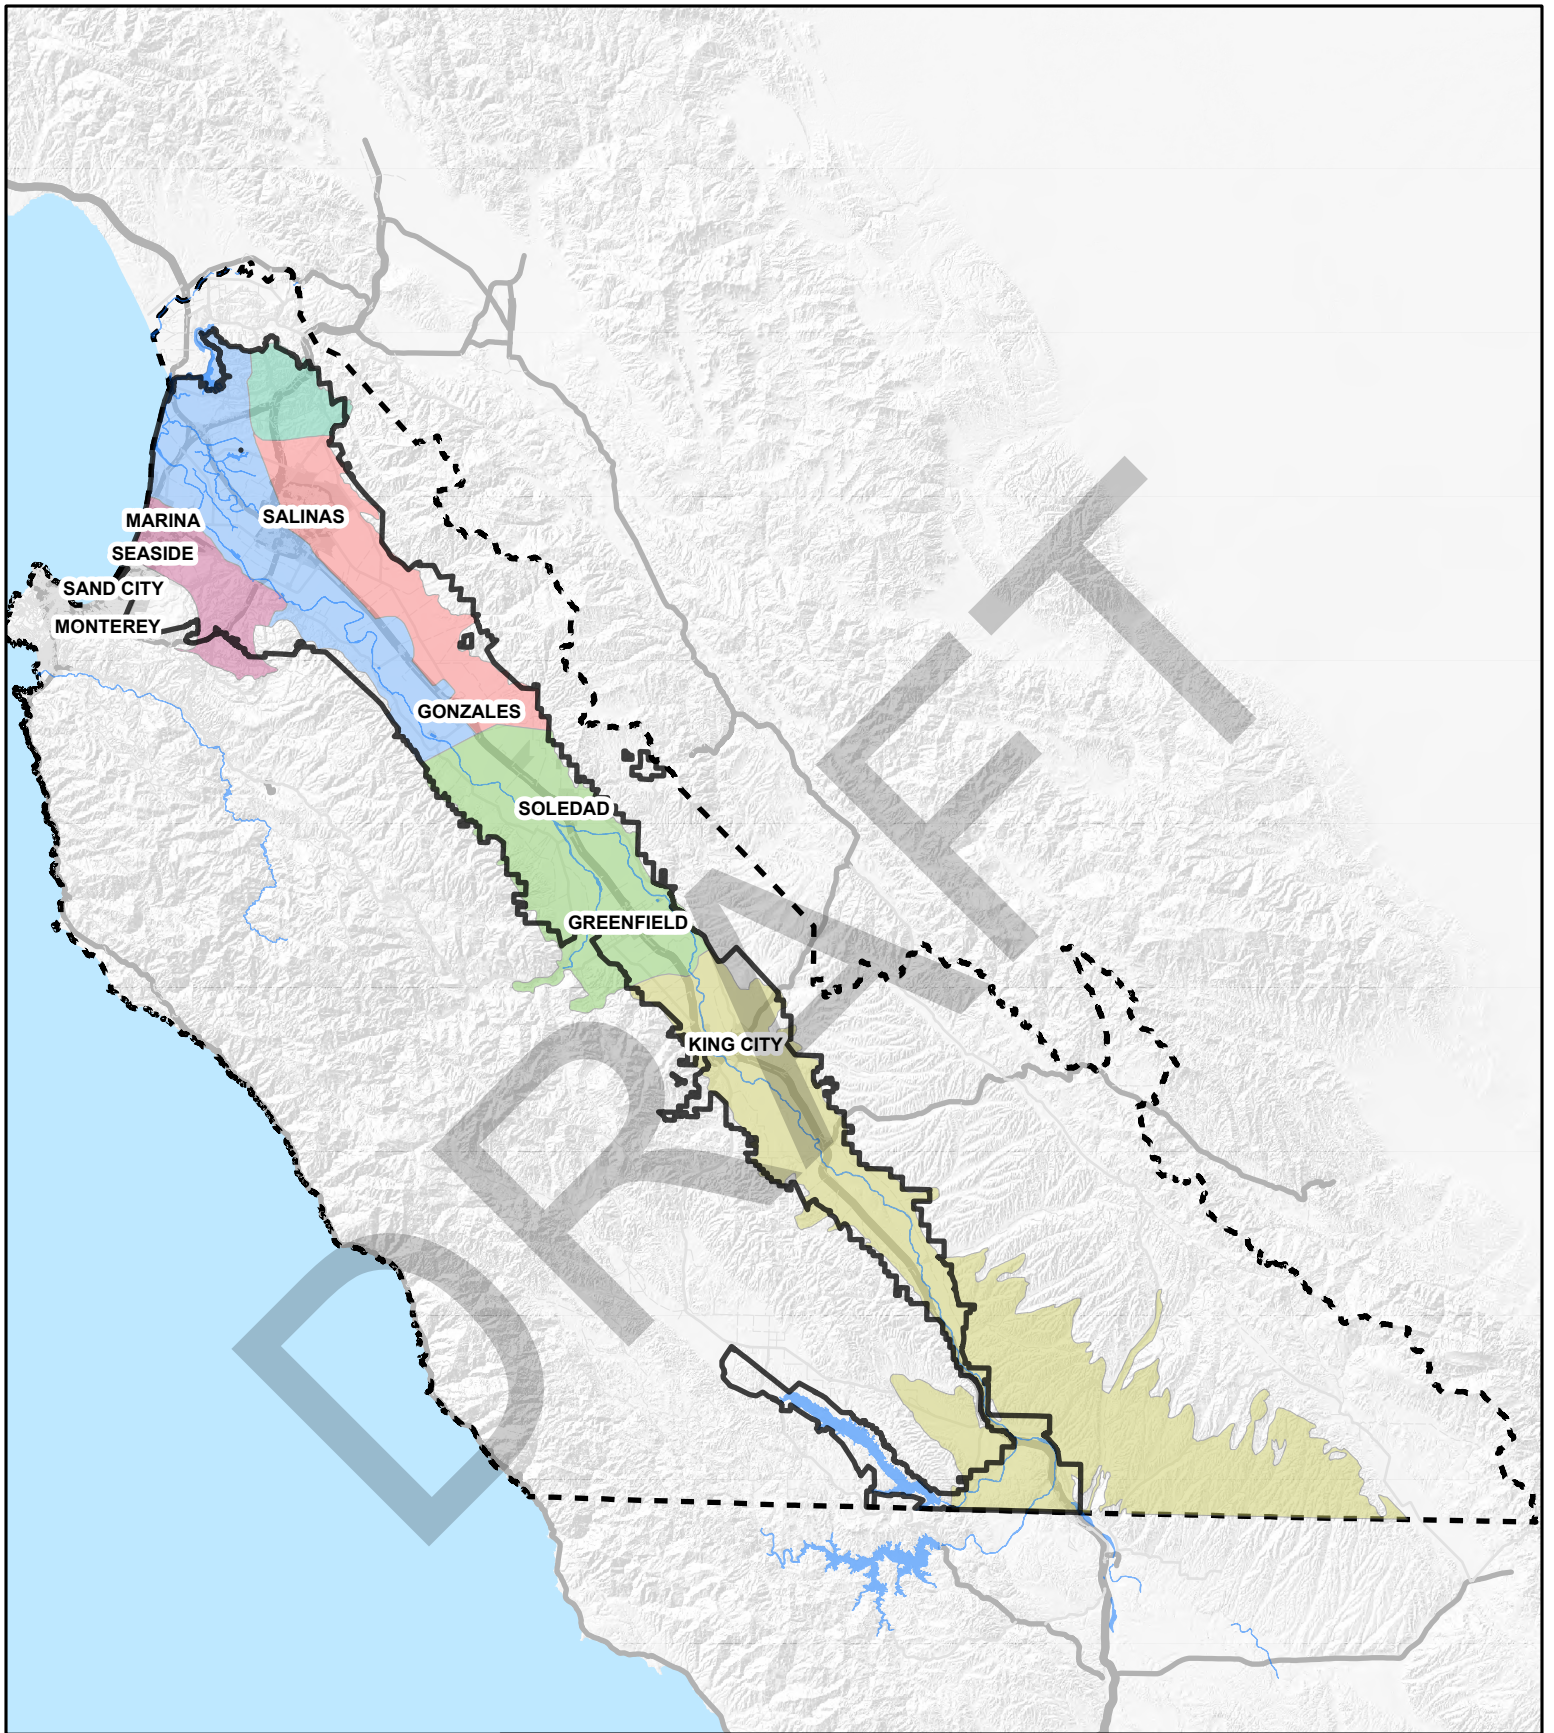 MARINA
SALINAS
SEASIDE
SAND CITY
MONTEREY
GONZALES
SOLEDAD
GREENFIELD
KING CITY
DRAFT